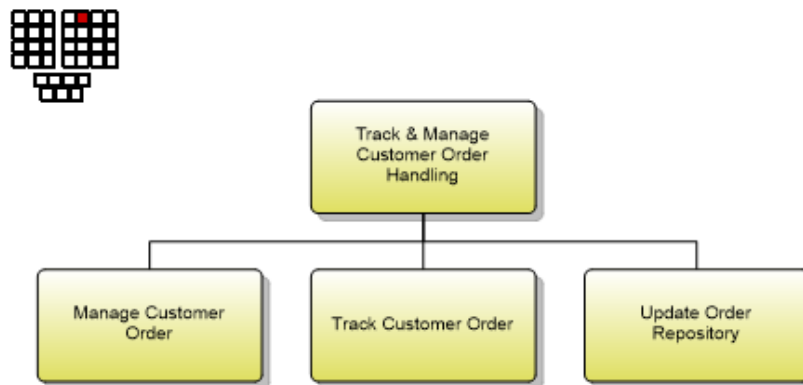 Track & Manage
Customer Order
Handling
Manage Customer
Order
Track Customer Order
Update Order
Repository